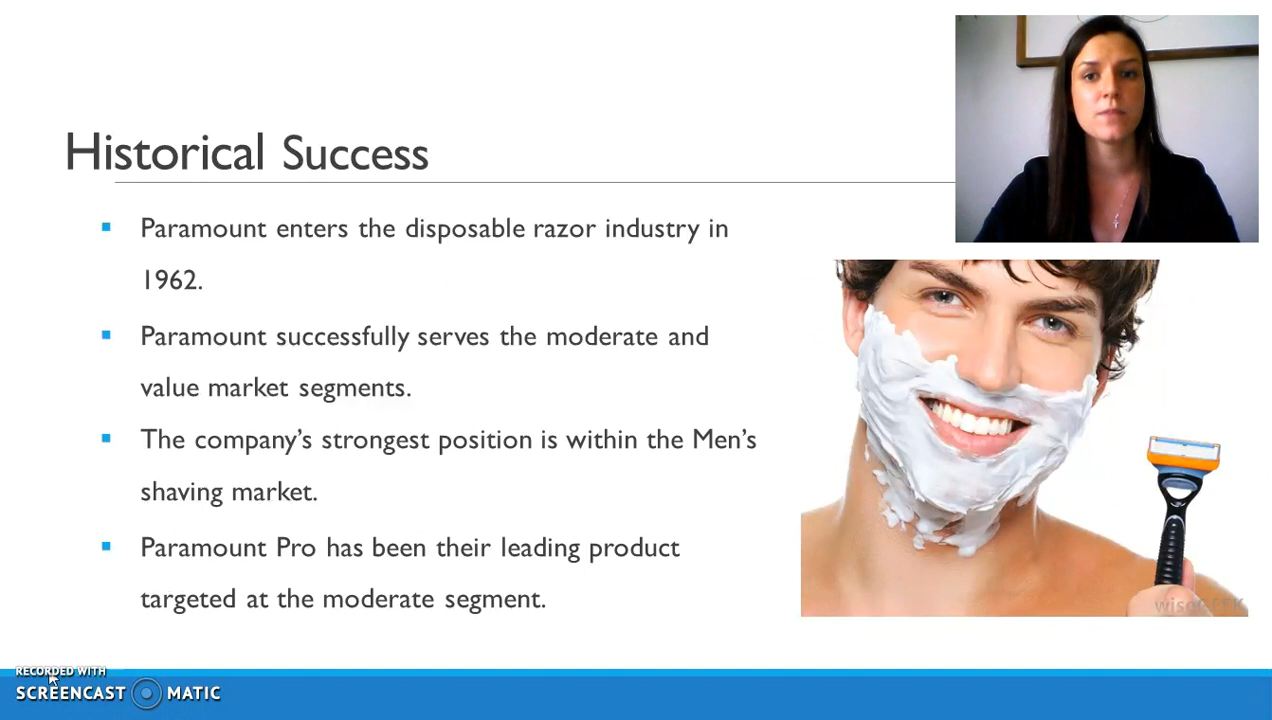 Historical Success
Paramount enters the disposable razor industry in
1962.
Paramount successfully serves the moderate and
value market segments.
The company’s strongest position is within the Men’s
shaving market.
Paramount Pro has been their leading product
targeted at the moderate segment.
wiseGEEK
RECORDED WITH
SCREENCAST MATIC